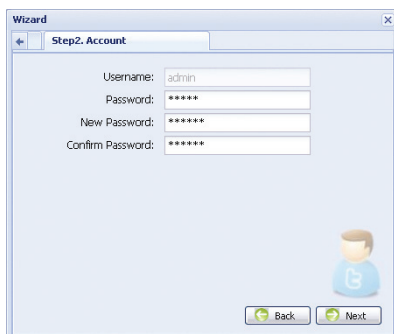 Wizard
Step2. Account
Username: admin
Password: *****
New Password: ******
Confirm Password: ******
Back Next